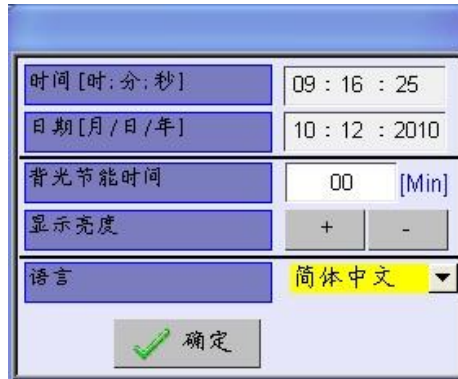 时间[时:分:秒] 09 : 16 : 25
日期[月/日/年] 10 : 12 : 2010
背光节能时间 00 [Min]
显示亮度 + -
语言 简体中文
确定